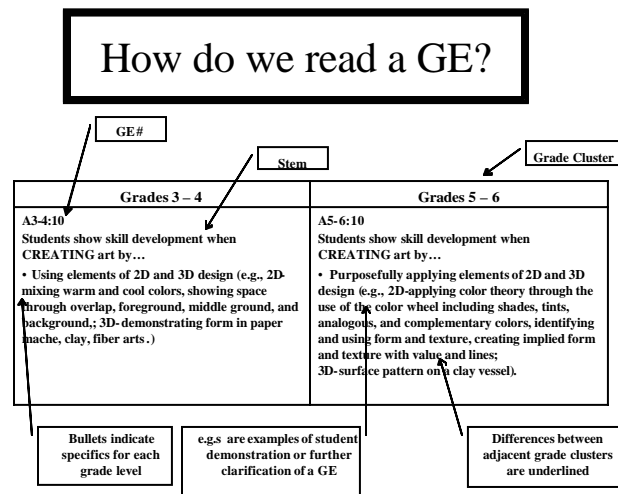 How do we read a GE?
GE#
Stem
Grade Cluster
Grades 3 – 4
Grades 5 – 6
A3-4:10
Students show skill development when
CREATING art by…
• Using elements of 2D and 3D design (e.g., 2D-
mixing warm and cool colors, showing space
through overlap, foreground, middle ground, and
background,; 3D- demonstrating form in paper
mache, clay, fiber arts.)
A5-6:10
Students show skill development when
CREATING art by…
• Purposefully applying elements of 2D and 3D
design (e.g., 2D-applying color theory through the
use of the color wheel including shades, tints,
analogous, and complementary colors, identifying
and using form and texture, creating implied form
and texture with value and lines;
3D-surface pattern on a clay vessel).
Bullets indicate
specifics for each
grade level
e.g.s are examples of student
demonstration or further
clarification of a GE
Differences between
adjacent grade clusters
are underlined